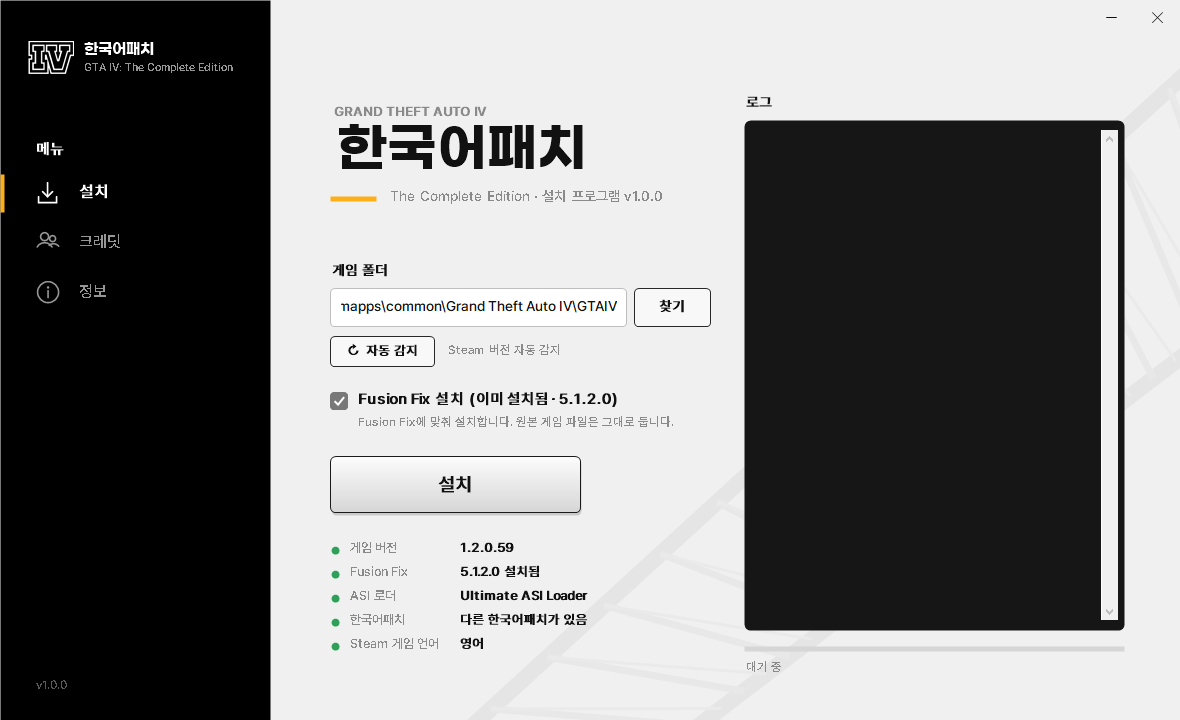 IV
한국어패치
GTA IV: The Complete Edition
메뉴
설치
크레딧
정보
v1.0.0
GRAND THEFT AUTO IV
한국어패치
The Complete Edition · 설치 프로그램 v1.0.0
게임 폴더
mapps\common\Grand Theft Auto IV\GTAIV
찾기
자동 감지
Steam 버전 자동 감지
Fusion Fix 설치 (이미 설치됨 · 5.1.2.0)
Fusion Fix에 맞춰 설치합니다. 원본 게임 파일은 그대로 둡니다.
설치
게임 버전 1.2.0.59
Fusion Fix 5.1.2.0 설치됨
ASI 로더 Ultimate ASI Loader
한국어패치 다른 한국어패치가 있음
Steam 게임 언어 영어
로그
대기 중